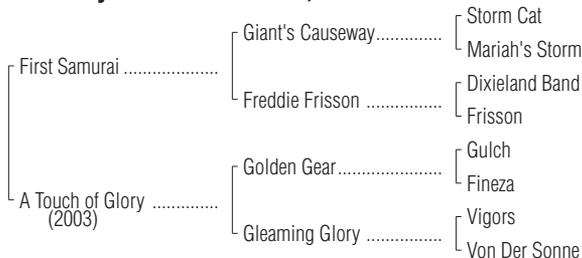 Storm Cat
Giant's Causeway..............
Mariah's Storm
First Samurai ....................
Dixieland Band
Freddie Frisson ................
Frisson
Gulch
Golden Gear......................
Fineza
A Touch of Glory ..............
(2003)
Vigors
Gleaming Glory ................
Von Der Sonne